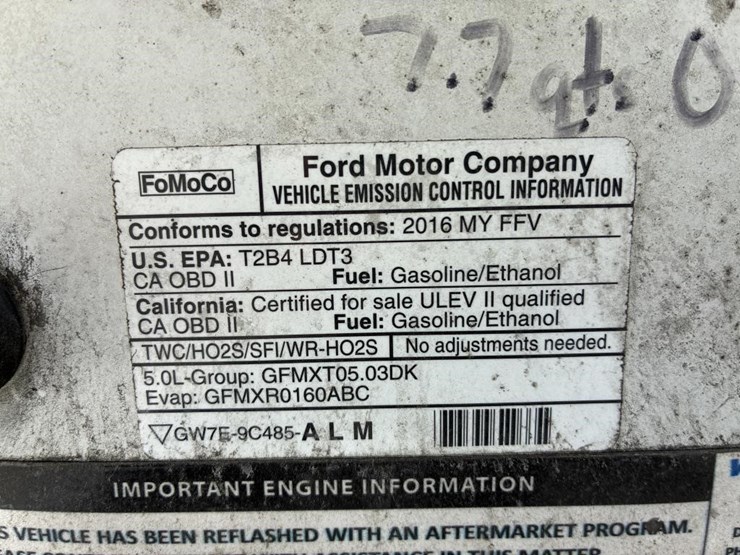 7.7 qts 0
FoMoCo
Ford Motor Company
VEHICLE EMISSION CONTROL INFORMATION
Conforms to regulations: 2016 MY FFV
U.S. EPA: T2B4 LDT3
CA OBD II Fuel: Gasoline/Ethanol
California: Certified for sale ULEV II qualified
CA OBD II Fuel: Gasoline/Ethanol
TWC/HO2S/SFI/WR-HO2S No adjustments needed.
5.0L-Group: GFMXT05.03DK
Evap: GFMXR0160ABC
GW7E-9C485-A L M
IMPORTANT ENGINE INFORMATION
S VEHICLE HAS BEEN REFLASHED WITH AN AFTERMARKET PROGRAM.